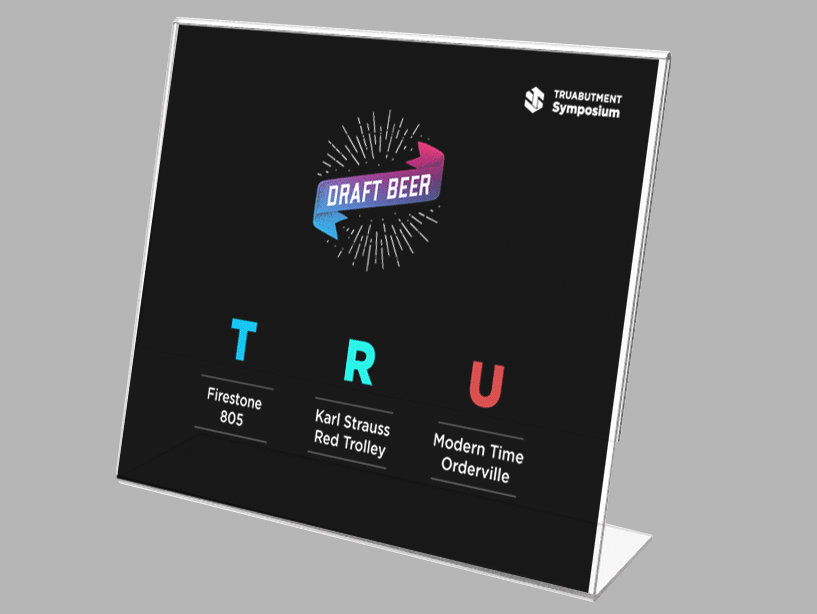 TRUABUTMENT
Symposium
DRAFT BEER
T
R
U
Firestone
805
Karl Strauss
Red Trolley
Modern Time
Orderville